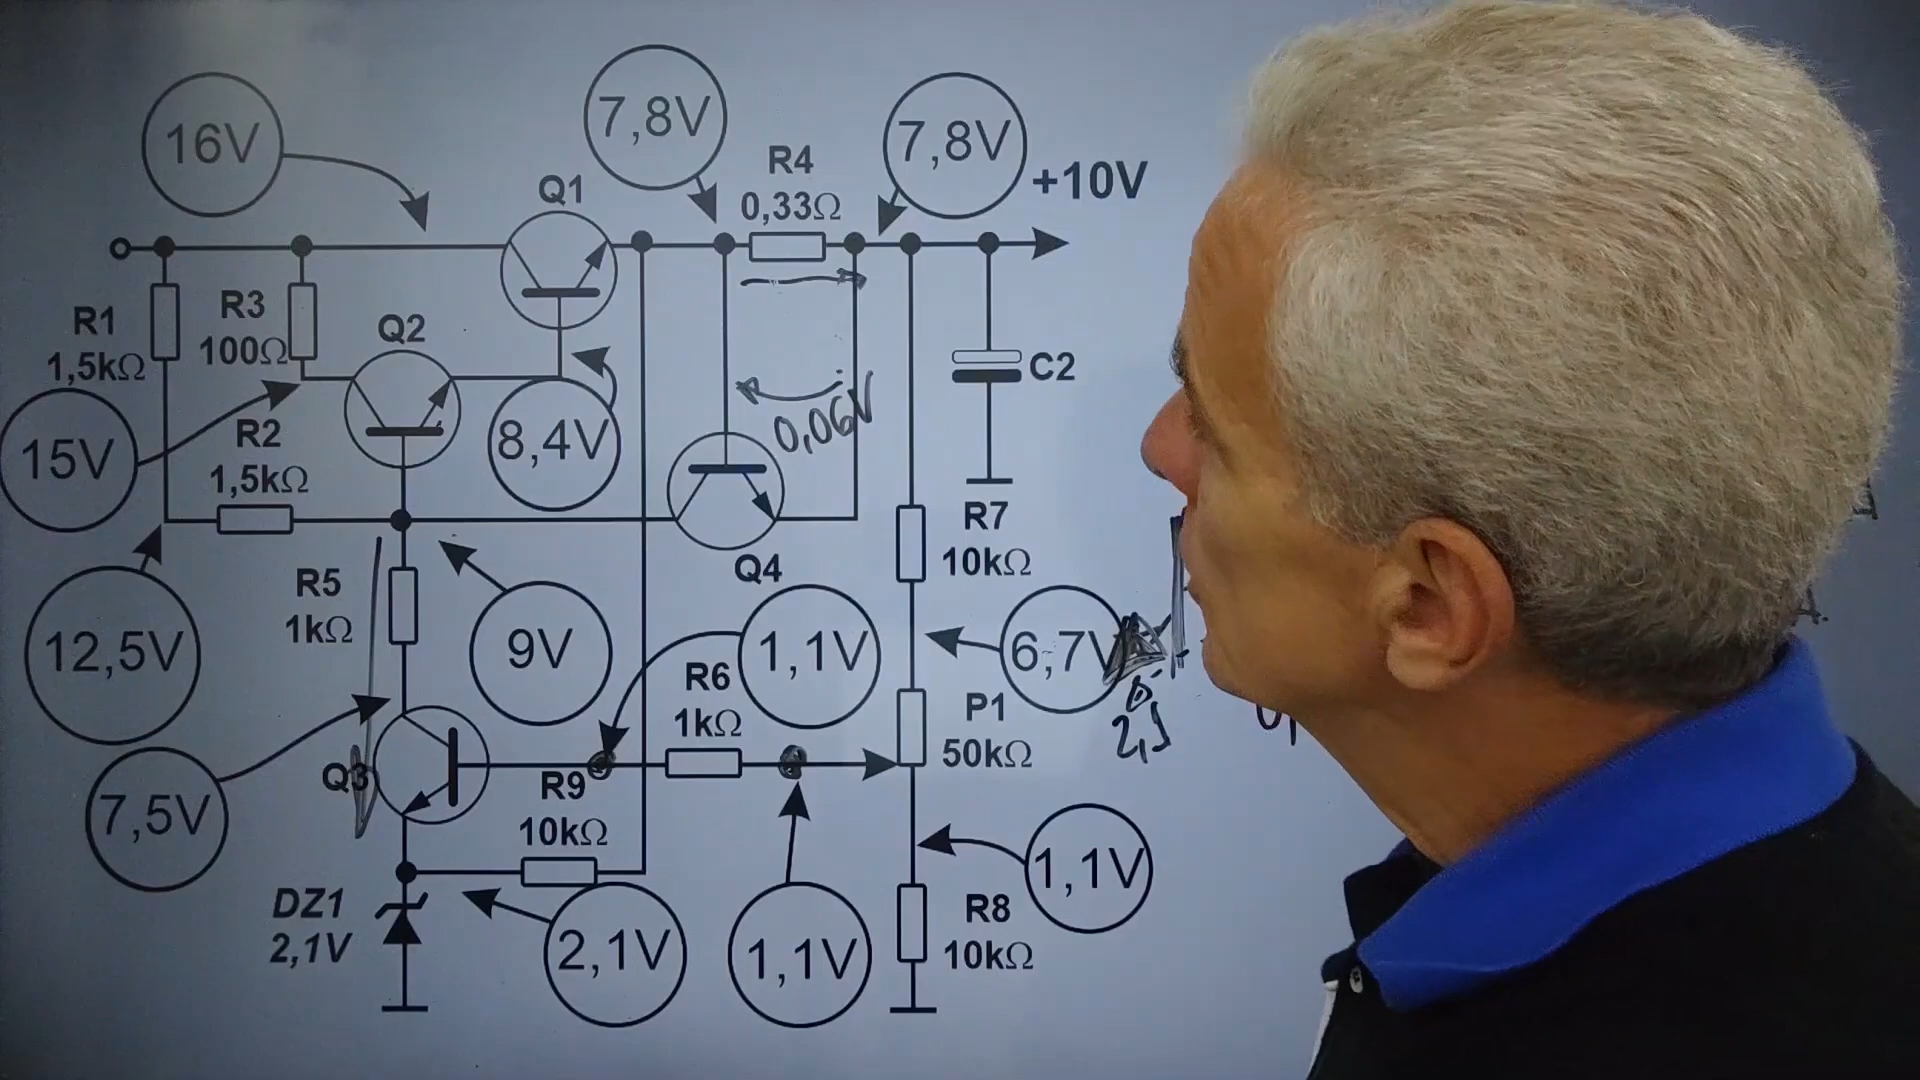 16V
7,8V
R4
0,33Ω
7,8V
+10V
Q1
R1
1,5kΩ
R3
100Ω
Q2
C2
15V
R2
1,5kΩ
8,4V
0,06V
12,5V
R5
1kΩ
9V
Q4
1,1V
R7
10kΩ
6,7V
R6
1kΩ
P1
50kΩ
2,1
7,5V
Q3
R9
10kΩ
DZ1
2,1V
2,1V
1,1V
1,1V
R8
10kΩ